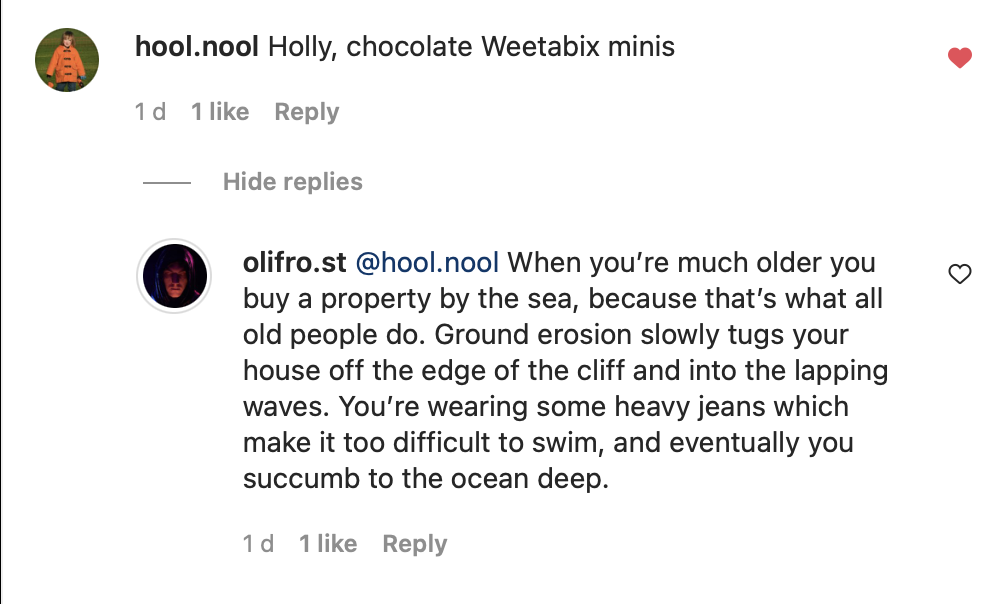 hool.nool Holly, chocolate Weetabix minis
1 d 1 like Reply
Hide replies
olifro.st @hool.nool When you’re much older you
buy a property by the sea, because that’s what all
old people do. Ground erosion slowly tugs your
house off the edge of the cliff and into the lapping
waves. You’re wearing some heavy jeans which
make it too difficult to swim, and eventually you
succumb to the ocean deep.
1 d 1 like Reply